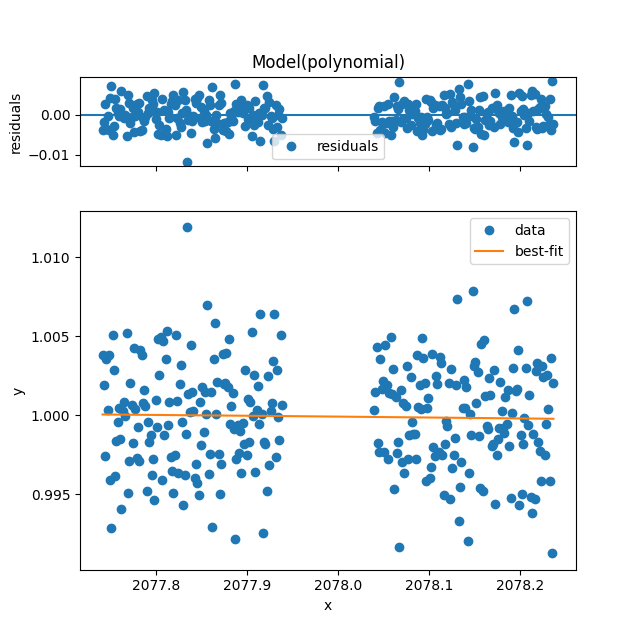 Model(polynomial)
residuals
0.00
−0.01
residuals
y
1.010
1.005
1.000
0.995
data
best-fit
2077.8 2077.9 2078.0 2078.1 2078.2
x